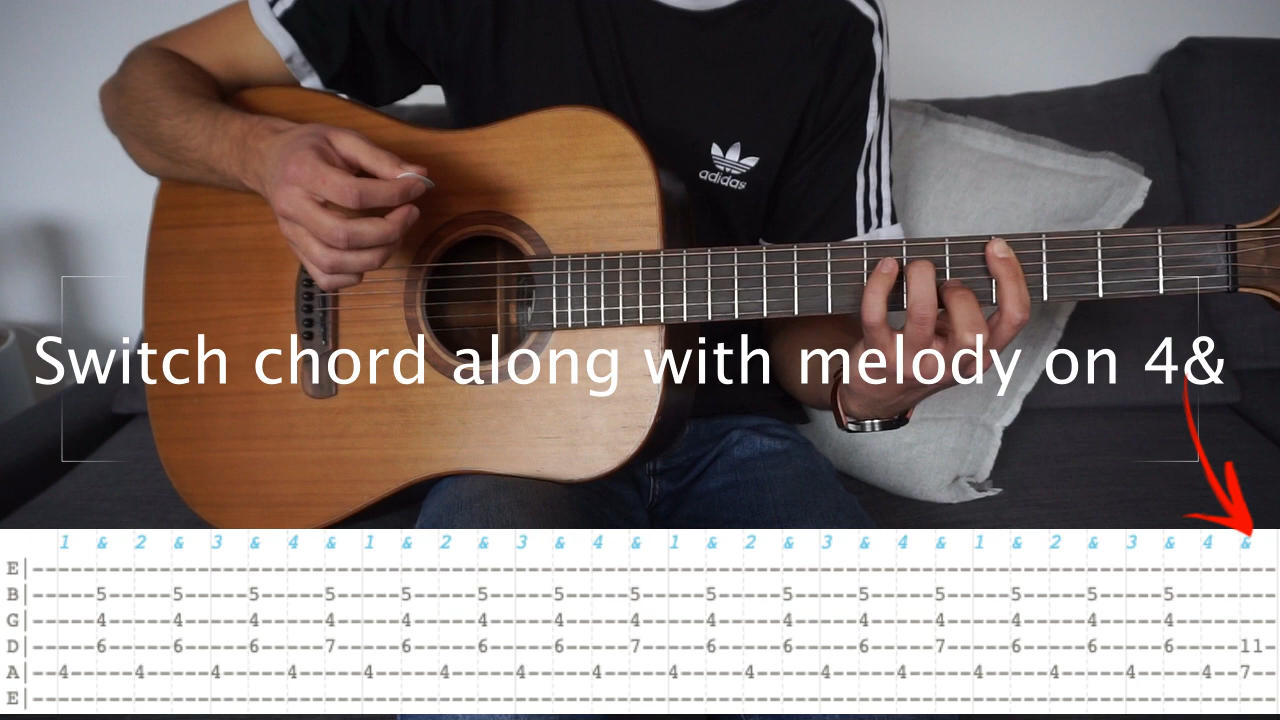 adidas
Switch chord along with melody on 4&
1 & 2 & 3 & 4 & 1 & 2 & 3 & 4 & 1 & 2 & 3 & 4 & 1 & 2 & 3 & 4 &
E|--------------------------------------------------------------------------------------------------
B|-----5-----5-----5-----5-----5-----5-----5-----5-----5-----5-----5-----5-----5-----5-----5--------
G|-----4-----4-----4-----4-----4-----4-----4-----4-----4-----4-----4-----4-----4-----4-----4--------
D|-----6-----6-----6-----7-----6-----6-----6-----7-----6-----6-----6-----7-----6-----6-----6-----11-
A|--4-----4-----4-----4-----4-----4-----4-----4-----4-----4-----4-----4-----4-----4-----4-----4--7--
E|--------------------------------------------------------------------------------------------------